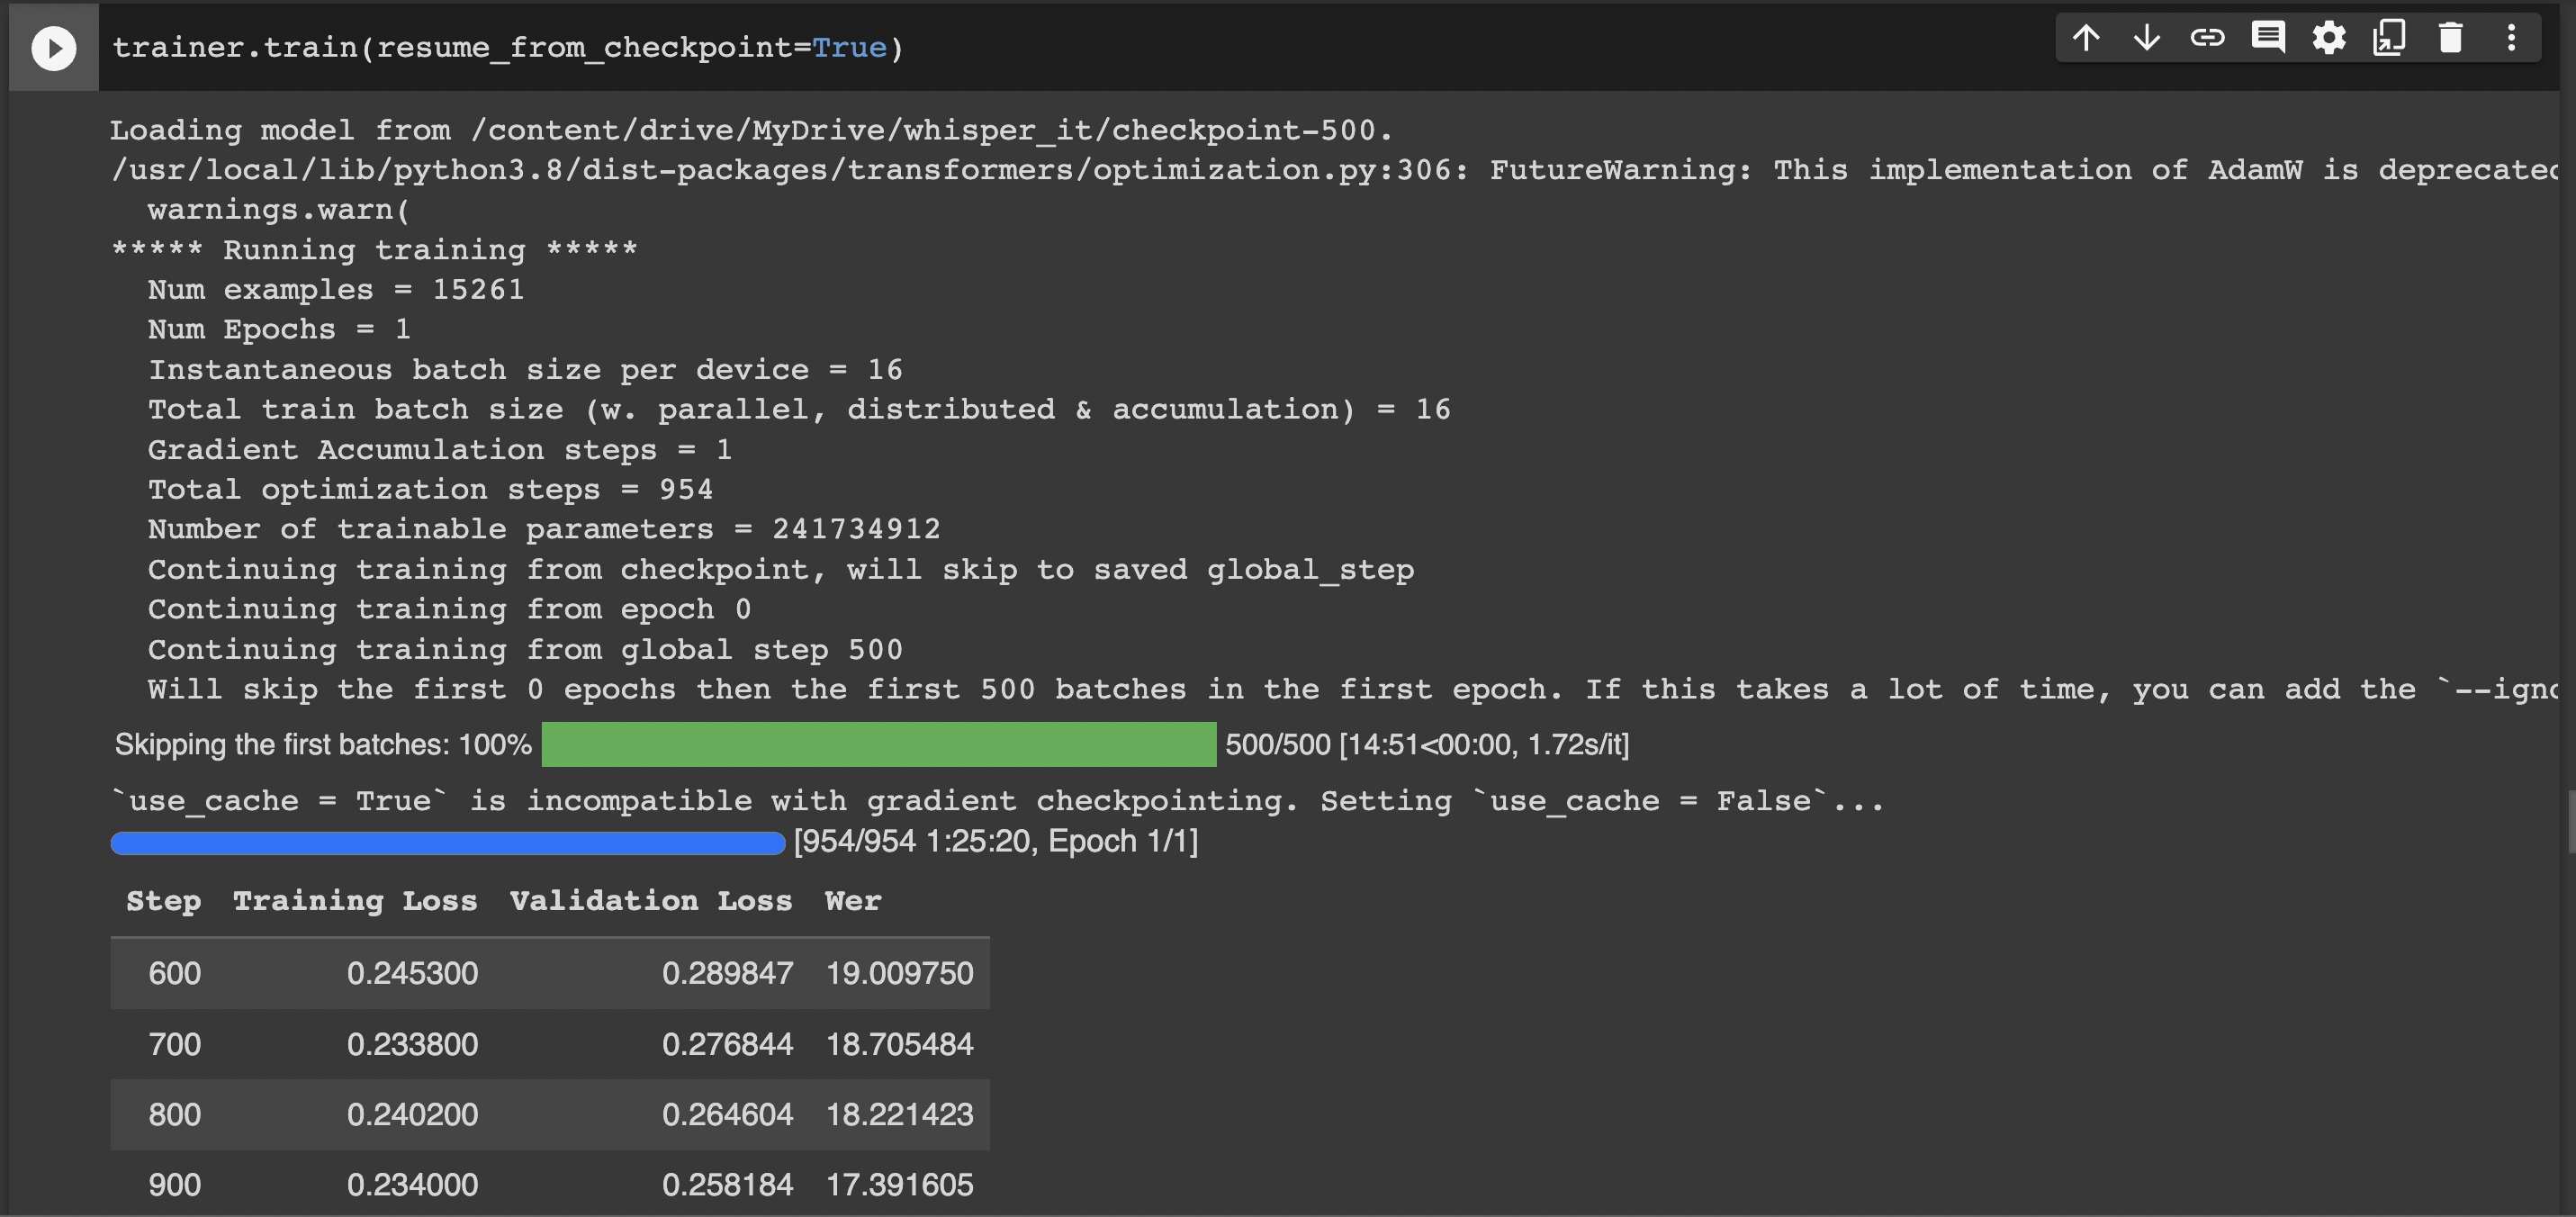 trainer.train(resume_from_checkpoint=True)
Loading model from /content/drive/MyDrive/whisper_it/checkpoint-500.
/usr/local/lib/python3.8/dist-packages/transformers/optimization.py:306: FutureWarning: This implementation of AdamW is deprecated
warnings.warn(
***** Running training *****
Num examples = 15261
Num Epochs = 1
Instantaneous batch size per device = 16
Total train batch size (w. parallel, distributed & accumulation) = 16
Gradient Accumulation steps = 1
Total optimization steps = 954
Number of trainable parameters = 241734912
Continuing training from checkpoint, will skip to saved global_step
Continuing training from epoch 0
Continuing training from global step 500
Will skip the first 0 epochs then the first 500 batches in the first epoch. If this takes a lot of time, you can add the `--igno
Skipping the first batches: 100% 500/500 [14:51<00:00, 1.72s/it]
`use_cache = True` is incompatible with gradient checkpointing. Setting `use_cache = False`...
[954/954 1:25:20, Epoch 1/1]
Step Training Loss Validation Loss Wer
600 0.245300 0.289847 19.009750
700 0.233800 0.276844 18.705484
800 0.240200 0.264604 18.221423
900 0.234000 0.258184 17.391605